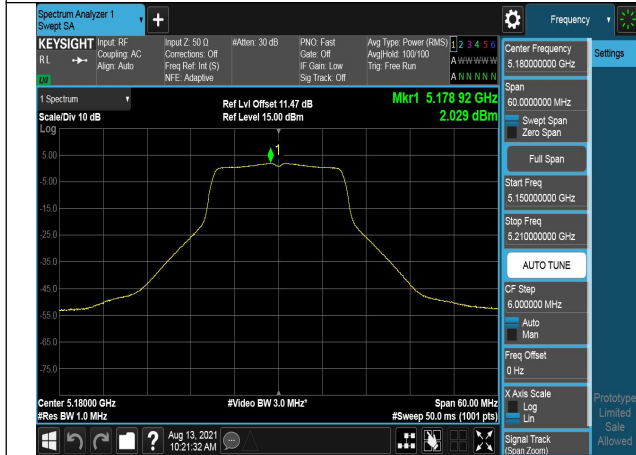 Spectrum Analyzer 1
Swept SA
+
Frequency
KEYSIGHT
R L
Input: RF
Coupling: AC
Align: Auto
Input Z: 50 Ω
Corrections: Off
Freq Ref: Int (S)
NFE: Adaptive
#Atten: 30 dB
PNO: Fast
Gate: Off
IF Gain: Low
Sig Track: Off
Avg Type: Power (RMS)
Avg|Hold: 100/100
Trig: Free Run
1 2 3 4 5 6
A W W W W W
A N N N N N
1 Spectrum
Scale/Div 10 dB
Log
Ref Lvl Offset 11.47 dB
Ref Level 15.00 dBm
Mkr1 5.178 92 GHz
2.029 dBm
1
5.00
-5.00
-15.0
-25.0
-35.0
-45.0
-55.0
-65.0
-75.0
Center 5.18000 GHz
#Res BW 1.0 MHz
#Video BW 3.0 MHz*
Span 60.00 MHz
#Sweep 50.0 ms (1001 pts)
Aug 13, 2021
10:21:32 AM
?
Center Frequency
5.180000000 GHz
Settings
Span
60.0000000 MHz
Swept Span
Zero Span
Full Span
Start Freq
5.150000000 GHz
Stop Freq
5.210000000 GHz
AUTO TUNE
CF Step
6.000000 MHz
Auto
Man
Freq Offset
0 Hz
X Axis Scale
Log
Lin
Signal Track
(Span Zoom)
Prototype
Limited
Sale
Allowed